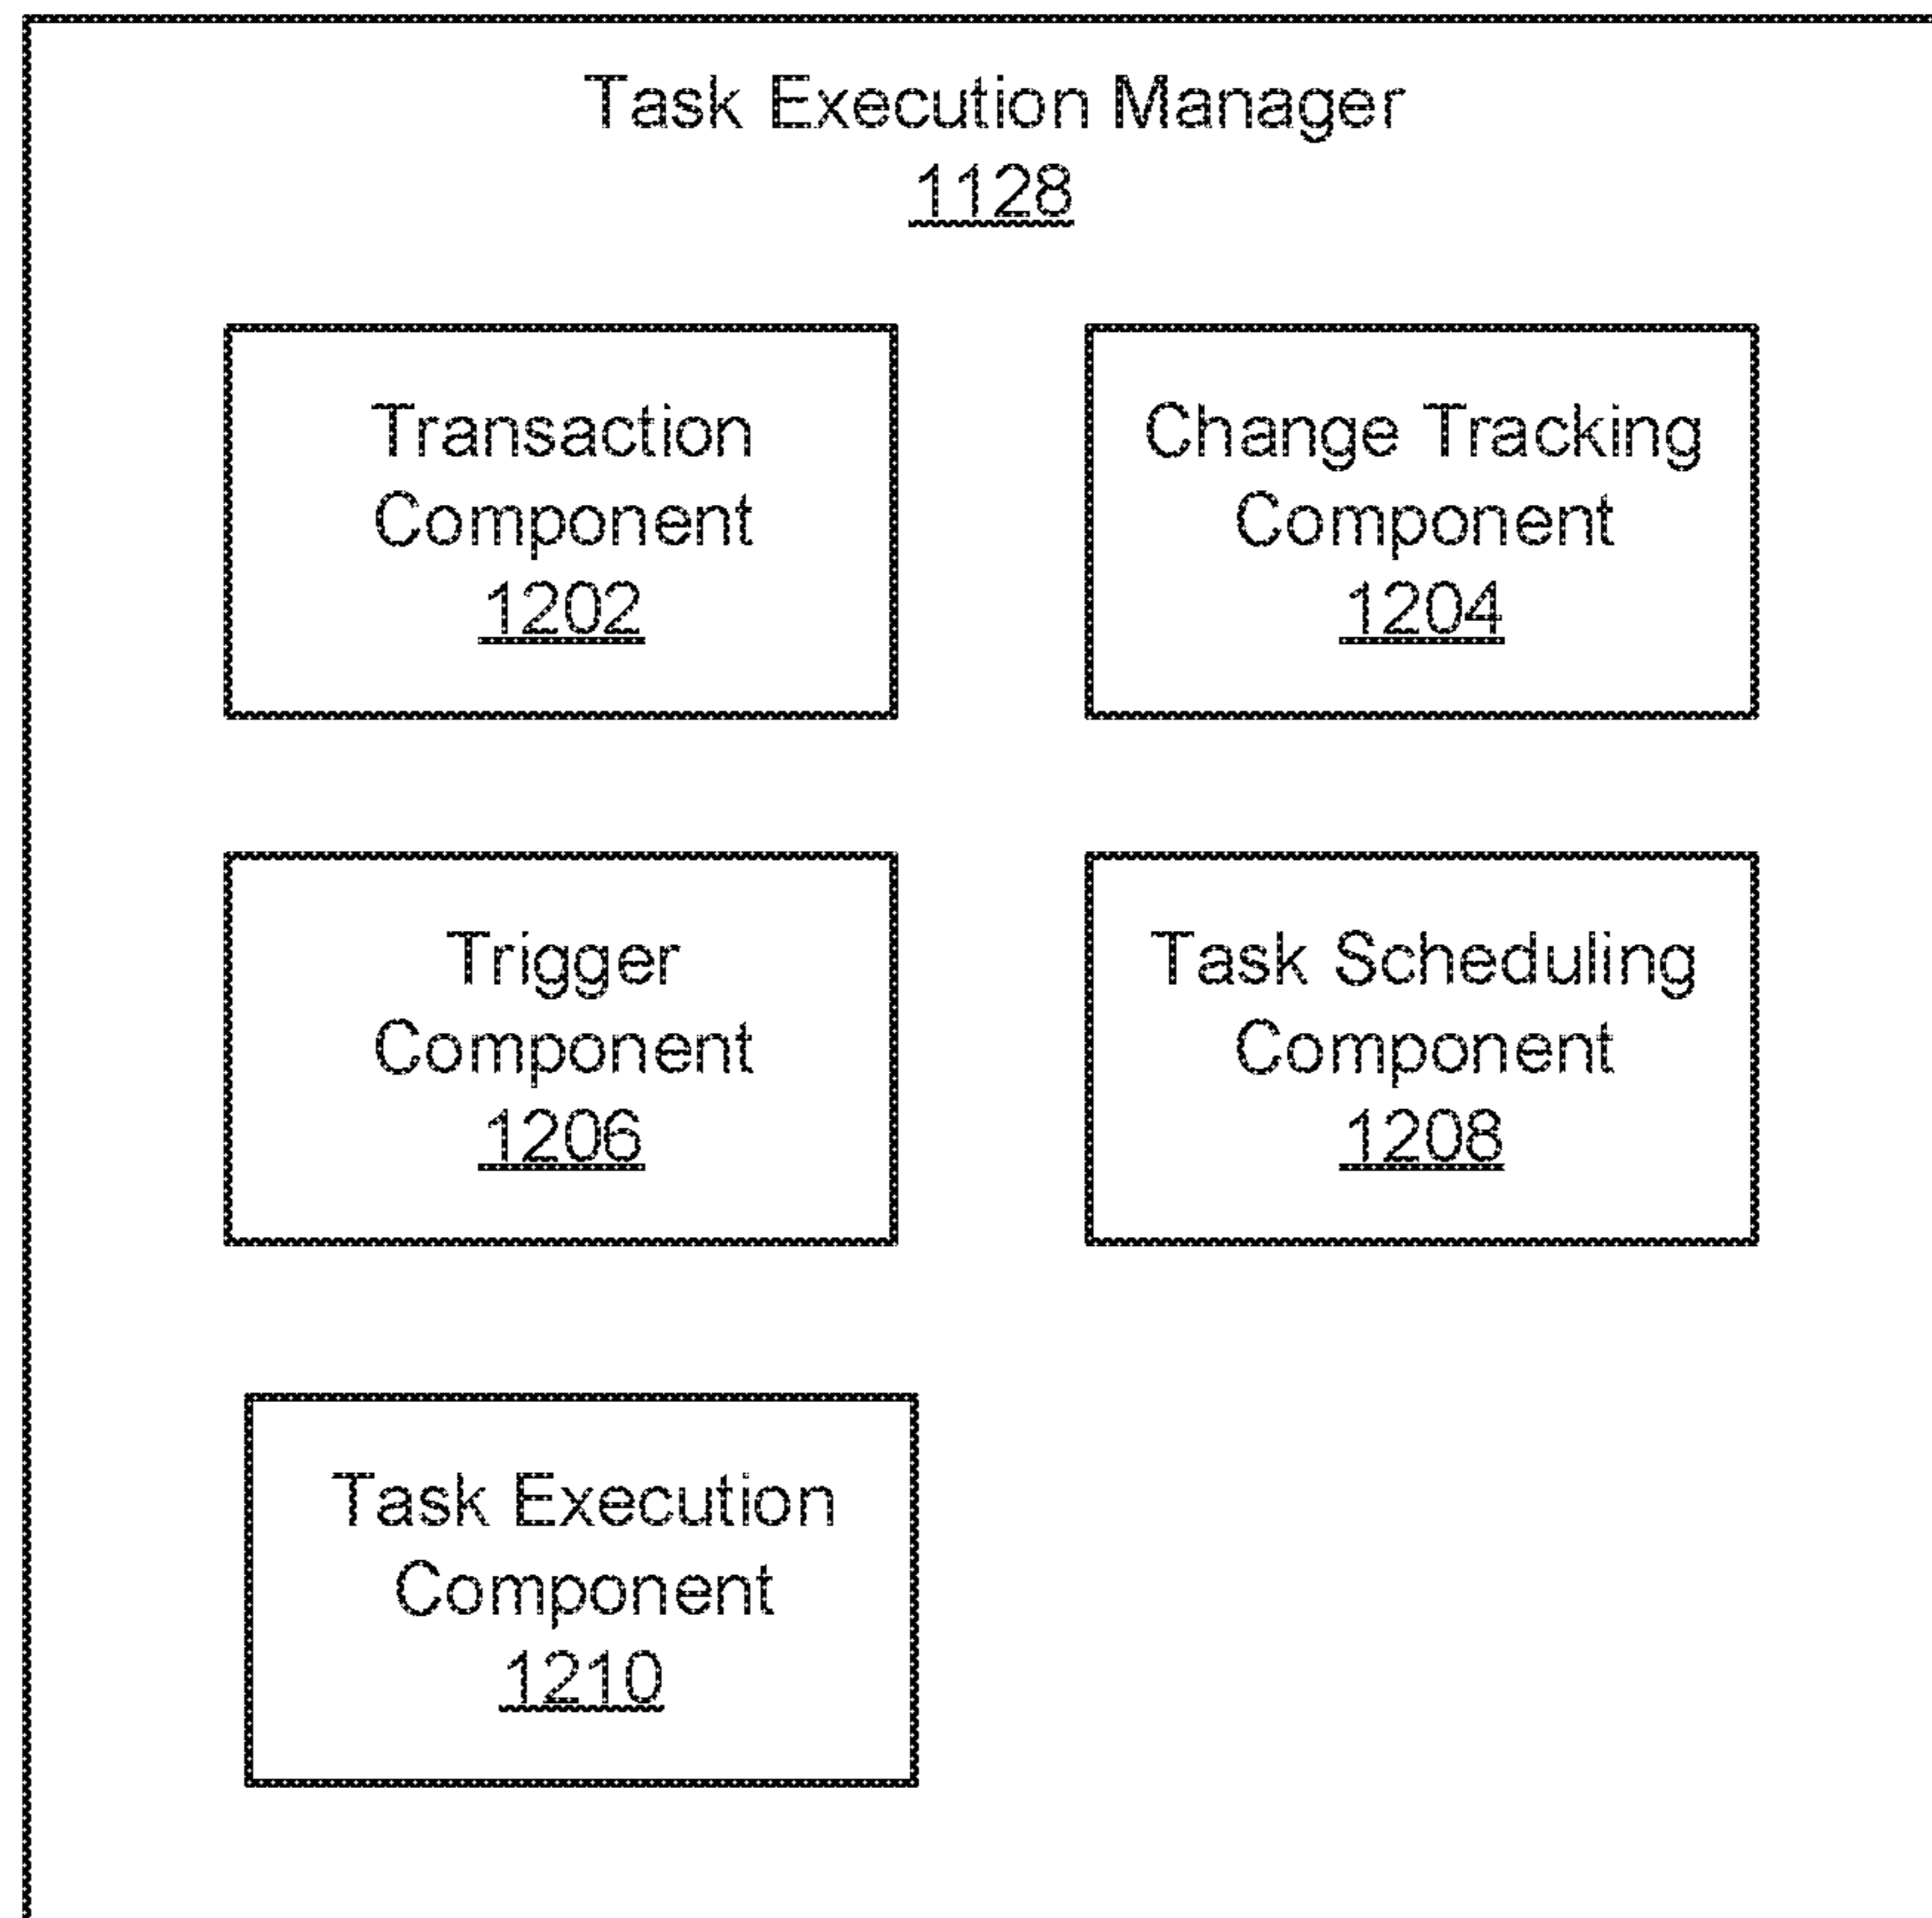 Task Execution Manager
1128
Transaction
Component
1202
Change Tracking
Component
1204
Trigger
Component
1206
Task Scheduling
Component
1208
Task Execution
Component
1210